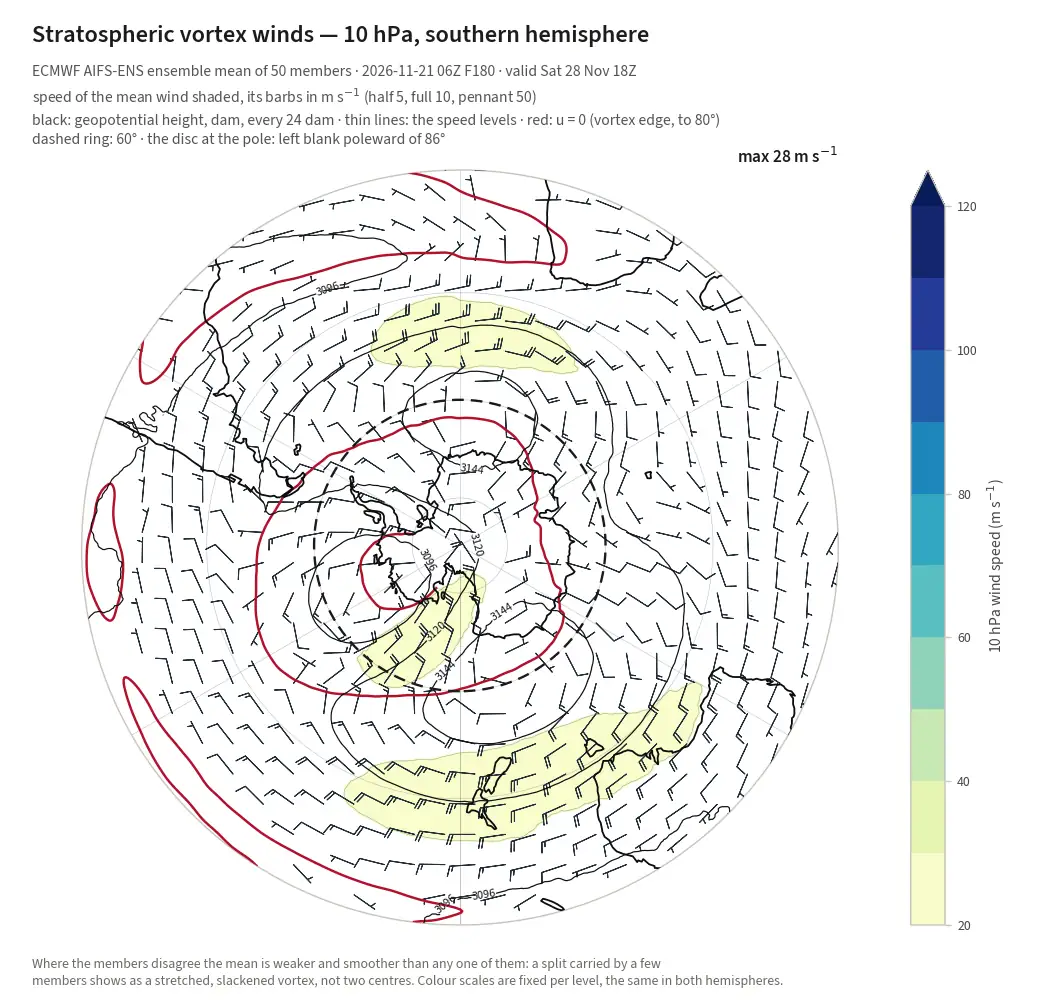 Stratospheric vortex winds — 10 hPa, southern hemisphere
ECMWF AIFS-ENS ensemble mean of 50 members · 2026-11-21 06Z F180 · valid Sat 28 Nov 18Z
speed of the mean wind shaded, its barbs in m s⁻¹ (half 5, full 10, pennant 50)
black: geopotential height, dam, every 24 dam · thin lines: the speed levels · red: u = 0 (vortex edge, to 80°)
dashed ring: 60° · the disc at the pole: left blank poleward of 86°
max 28 m s⁻¹
120
100
80
60
40
20
10 hPa wind speed (m s⁻¹)
3096
3144
3120
3096
3144
3120
3144
3096
3096
Where the members disagree the mean is weaker and smoother than any one of them: a split carried by a few
members shows as a stretched, slackened vortex, not two centres. Colour scales are fixed per level, the same in both hemispheres.